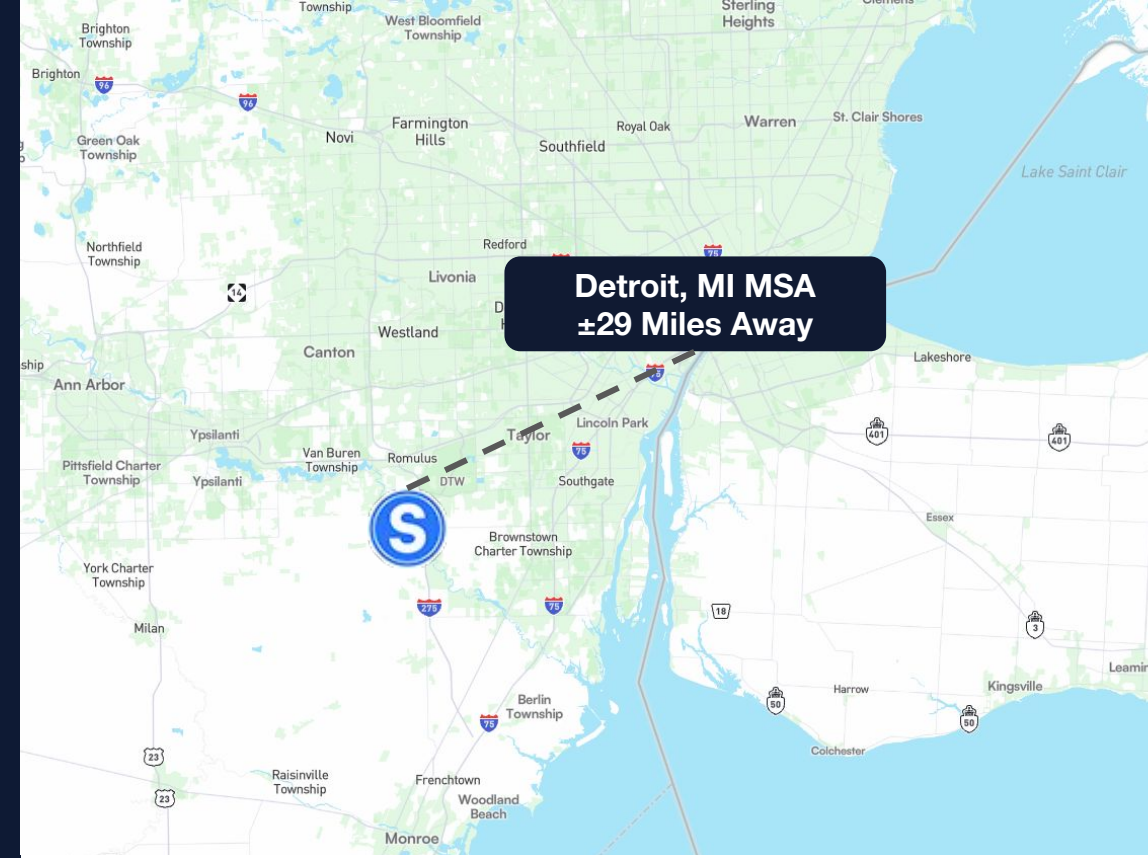 Township
West Bloomfield
Township
Sterling
Heights
Brighton
Township
Brighton
96
96
Green Oak
Township
Novi
Farmington
Hills
Royal Oak
Southfield
Warren
St. Clair Shores
Lake Saint Clair
Northfield
Township
14
Redford
75
Livonia
Detroit, MI MSA
±29 Miles Away
Westland
Canton
ship
Ann Arbor
75
Lakeshore
Ypsilanti
Lincoln Park
Taylor
401
401
Van Buren
Township
Romulus
75
Pittsfield Charter
Township
Ypsilanti
DTW
Southgate
S
Essex
Brownstown
Charter Township
York Charter
Township
275
75
18
3
Milan
Leamin
Kingsville
Harrow
50
50
Berlin
Township
75
Colchester
23
23
Raisinville
Township
Frenchtown
Woodland
Beach
Monroe